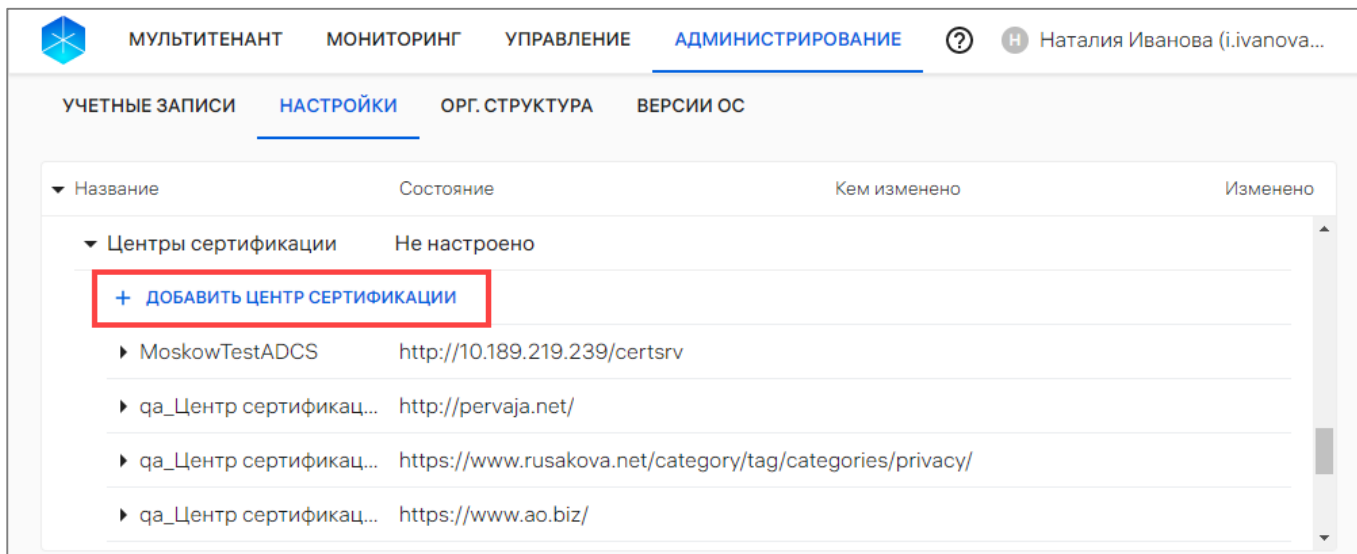 МУЛЬТИТЕНАНТ МОНИТОРИНГ УПРАВЛЕНИЕ АДМИНИСТРИРОВАНИЕ ? Н Наталия Иванова (i.ivanova...
УЧЕТНЫЕ ЗАПИСИ НАСТРОЙКИ ОРГ. СТРУКТУРА ВЕРСИИ ОС
Название Состояние Кем изменено Изменено
Центры сертификации Не настроено
+ ДОБАВИТЬ ЦЕНТР СЕРТИФИКАЦИИ
MoskowTestADCS http://10.189.219.239/certsrv
qa_Центр сертификац... http://pervaja.net/
qa_Центр сертификац... https://www.rusakova.net/category/tag/categories/privacy/
qa_Центр сертификац... https://www.ao.biz/